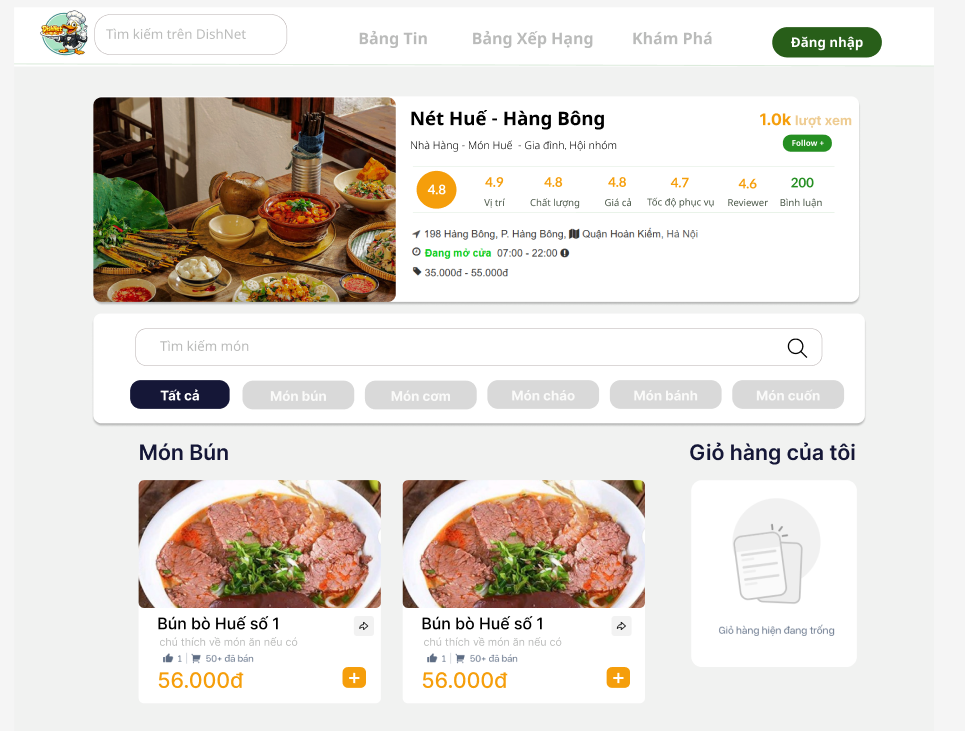 DishNet
Tìm kiếm trên DishNet
Bảng Tin
Bảng Xếp Hạng
Khám Phá
Đăng nhập
Nét Huế - Hàng Bông
1.0k lượt xem
Nhà Hàng - Món Huế - Gia đình, Hội nhóm
Follow +
4.8
4.9
4.8
4.8
4.7
4.6
200
Vị trí
Chất lượng
Giá cả
Tốc độ phục vụ
Reviewer
Bình luận
198 Hàng Bông, P. Hàng Bông, Quận Hoàn Kiếm, Hà Nội
Đang mở cửa 07:00 - 22:00
35.000đ - 55.000đ
Tìm kiếm món
Tất cả
Món bún
Món cơm
Món cháo
Món bánh
Món cuốn
Món Bún
Giỏ hàng của tôi
Bún bò Huế số 1
chú thích về món ăn nếu có
1 | 50+ đã bán
56.000đ
+
Bún bò Huế số 1
chú thích về món ăn nếu có
1 | 50+ đã bán
56.000đ
+
Giỏ hàng hiện đang trống